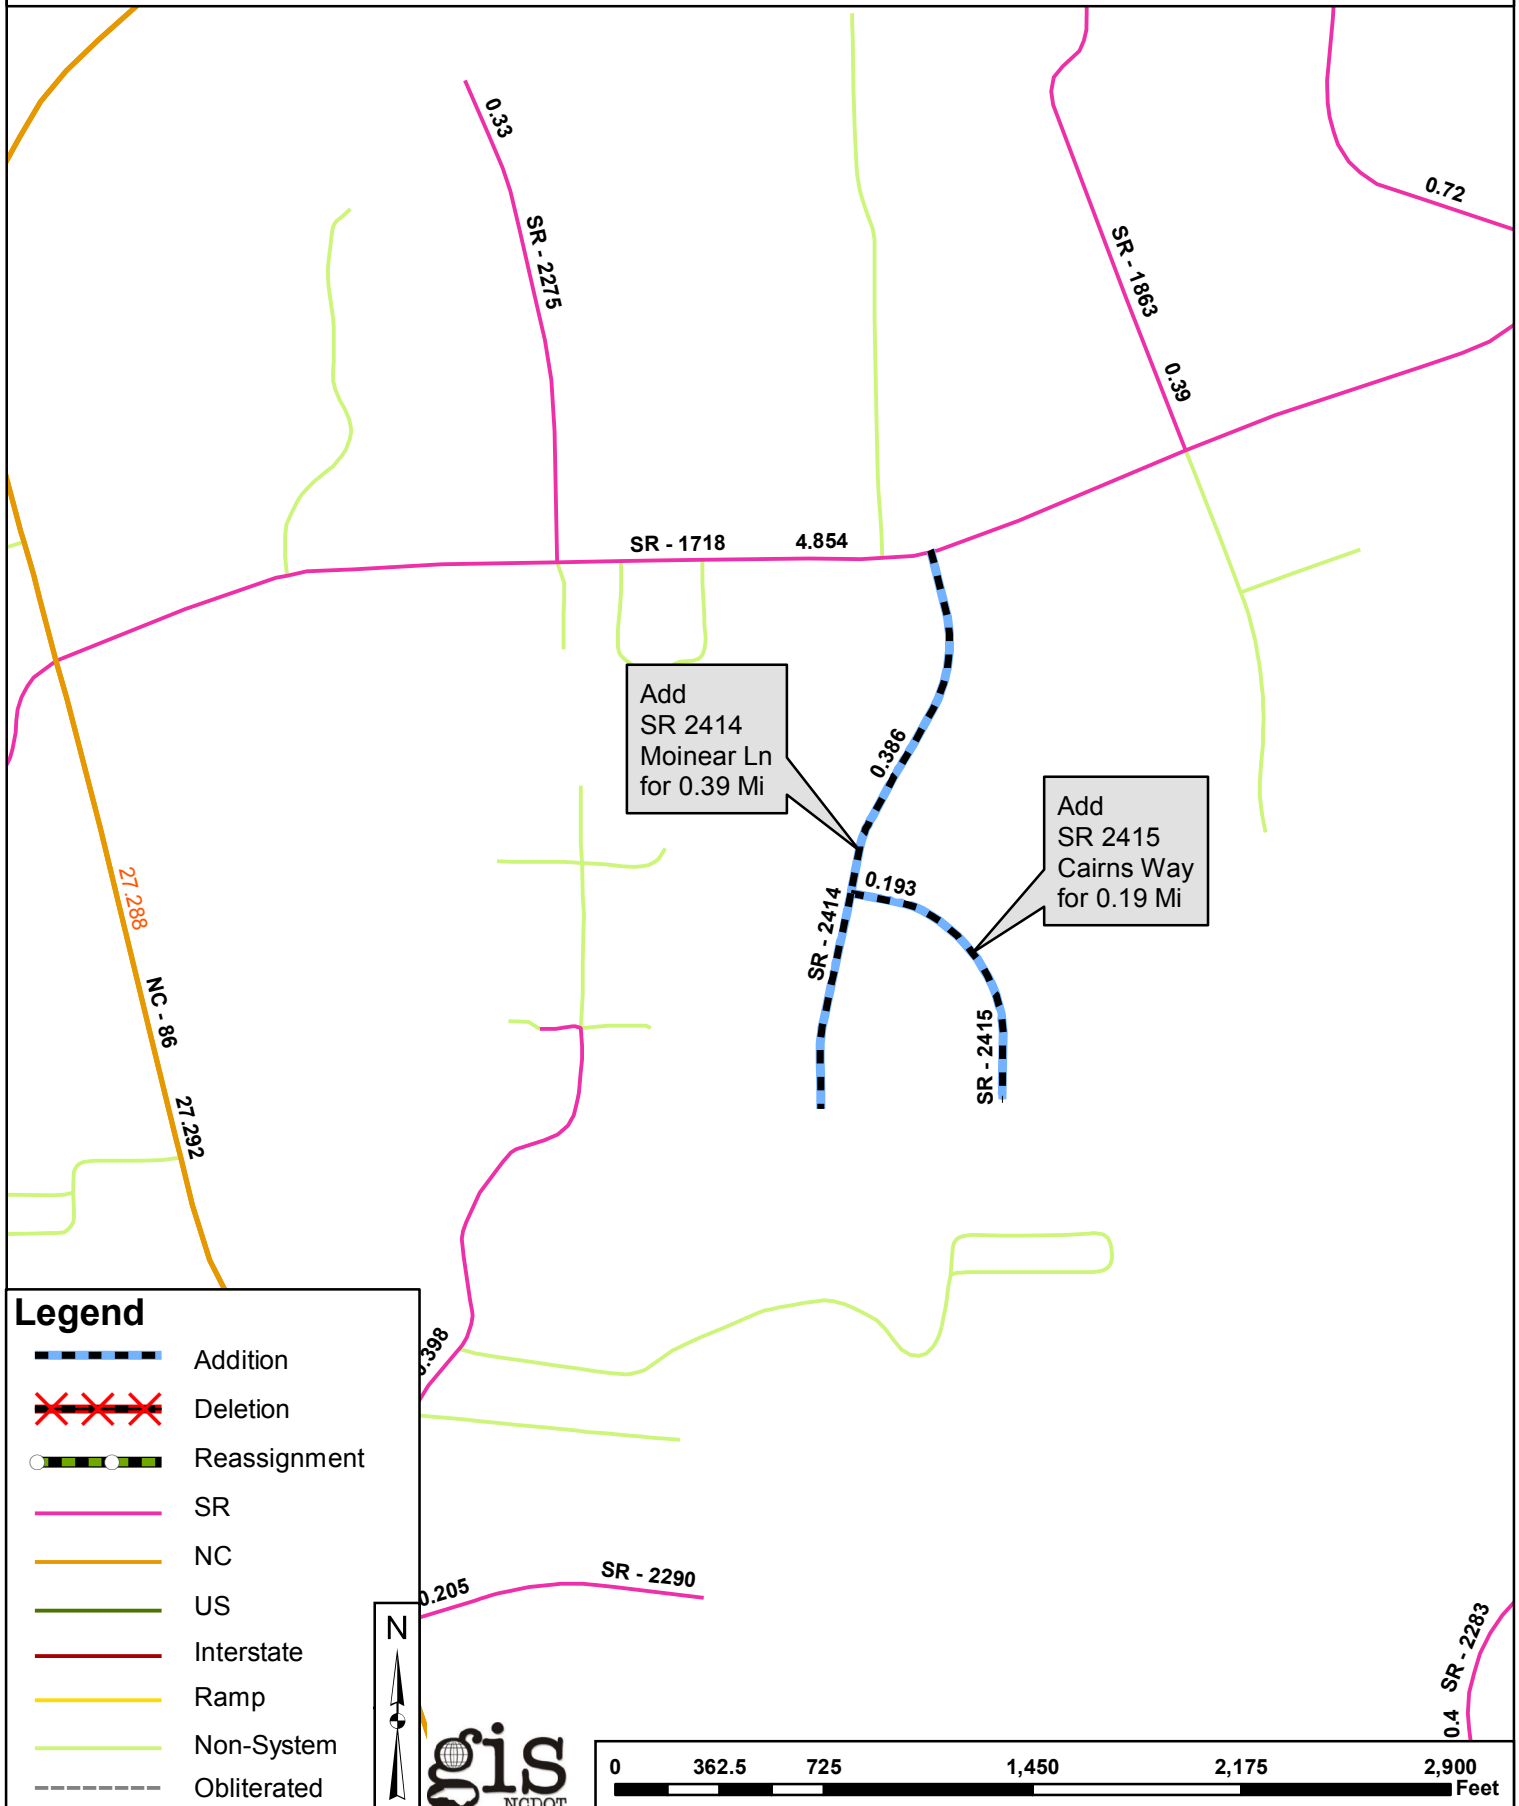 0.33
SR - 2275
0.72
SR - 1863
0.39
SR - 1718
4.854
Add
SR 2414
Moinear Ln
for 0.39 Mi
0.386
Add
SR 2415
Cairns Way
for 0.19 Mi
0.193
SR - 2414
SR - 2415
27.288
NC - 86
27.292
.398
0.205
SR - 2290
SR - 2283
0.4
Legend
Addition
Deletion
Reassignment
SR
NC
US
Interstate
Ramp
Non-System
Obliterated
N
gis
NCDOT
0 362.5 725 1,450 2,175 2,900
Feet